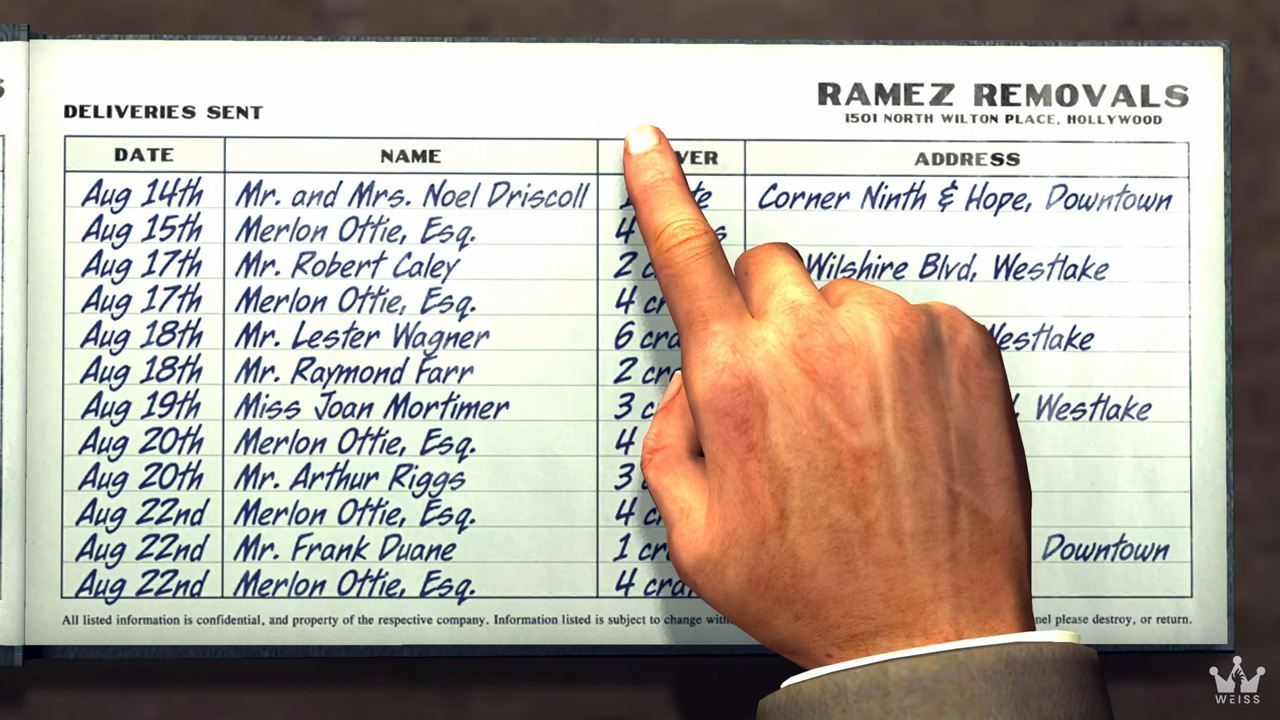 DELIVERIES SENT
RAMEZ REMOVALS
1501 NORTH WILTON PLACE, HOLLYWOOD
DATE NAME ADDRESS
Aug 14th Mr. and Mrs. Noel Driscoll Corner Ninth & Hope, Downtown
Aug 15th Merlon Ottie, Esq. 4
Aug 17th Mr. Robert Caley 2 Wilshire Blvd, Westlake
Aug 17th Merlon Ottie, Esq. 4
Aug 18th Mr. Lester Wagner 6 Westlake
Aug 18th Mr. Raymond Farr 2
Aug 19th Miss Joan Mortimer 3 Westlake
Aug 20th Merlon Ottie, Esq. 4
Aug 20th Mr. Arthur Riggs 3
Aug 22nd Merlon Ottie, Esq. 4
Aug 22nd Mr. Frank Duane 1 Downtown
Aug 22nd Merlon Ottie, Esq. 4
All listed information is confidential, and property of the respective company. Information listed is subject to change please destroy, or return.
WEISS